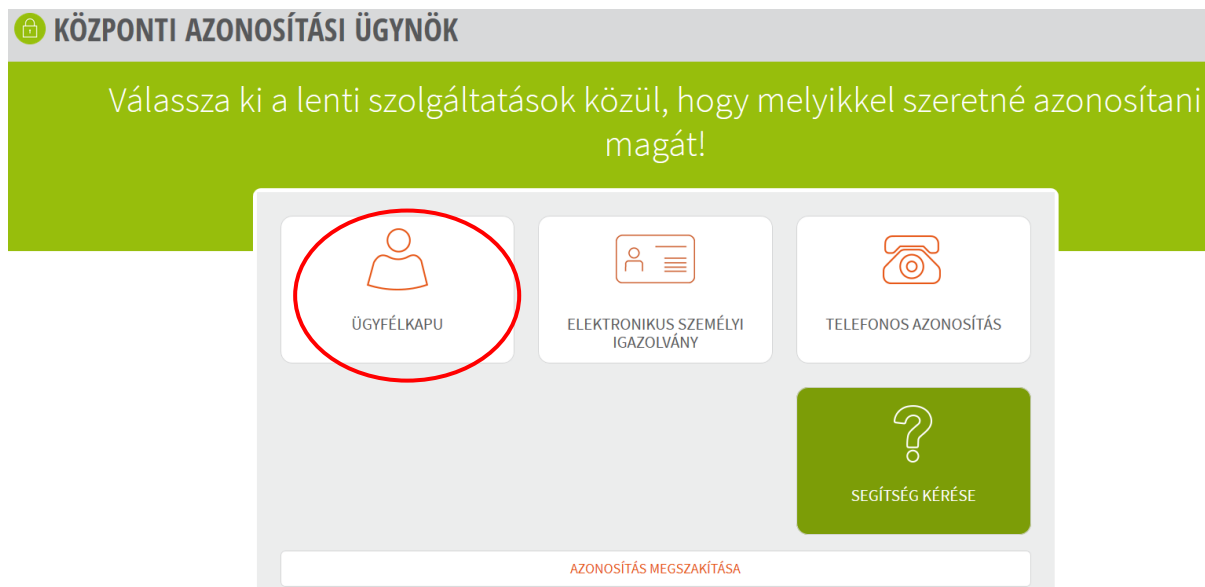 KÖZPONTI AZONOSÍTÁSI ÜGYNÖK
Válassza ki a lenti szolgáltatások közül, hogy melyikkel szeretné azonosítani
magát!
ÜGYFÉLKAPU
ELEKTRONIKUS SZEMÉLYI
IGAZOLVÁNY
TELEFONOS AZONOSÍTÁS
SEGÍTSÉG KÉRÉSE
AZONOSÍTÁS MEGSZAKÍTÁSA